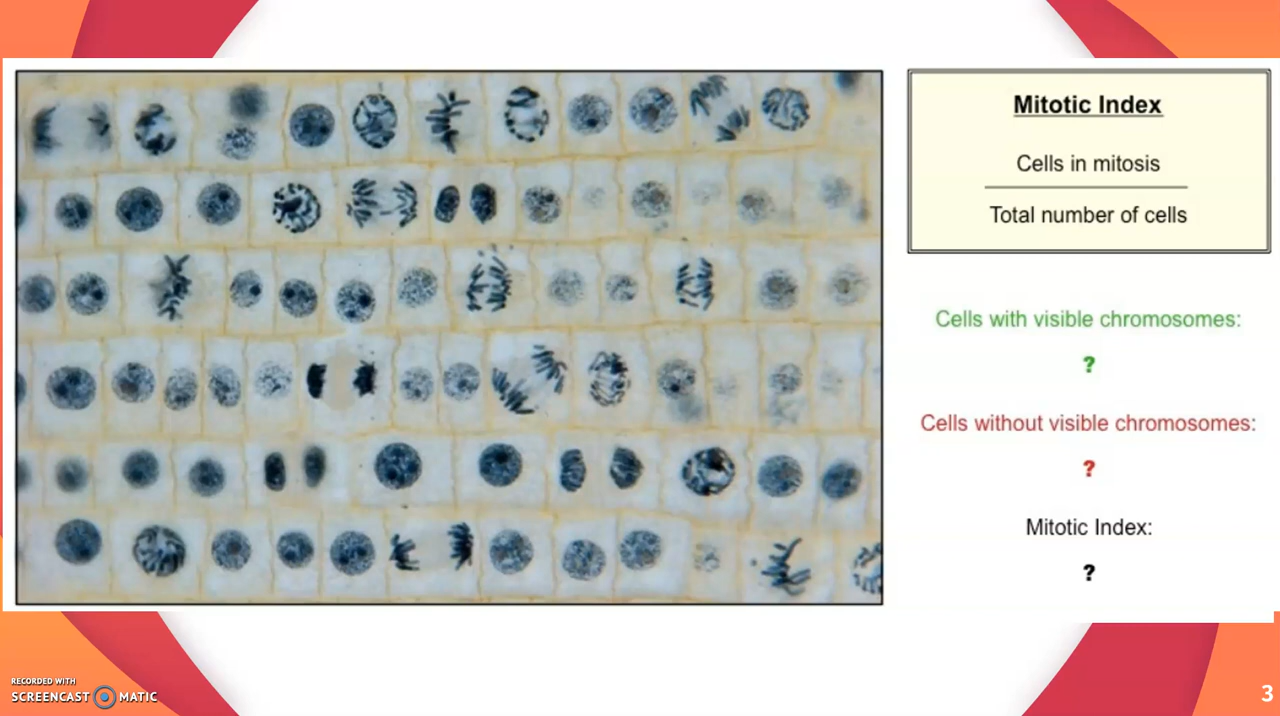 Mitotic Index
Cells in mitosis
Total number of cells
Cells with visible chromosomes:
?
Cells without visible chromosomes:
?
Mitotic Index:
?
RECORDED WITH
SCREENCAST MATIC
3